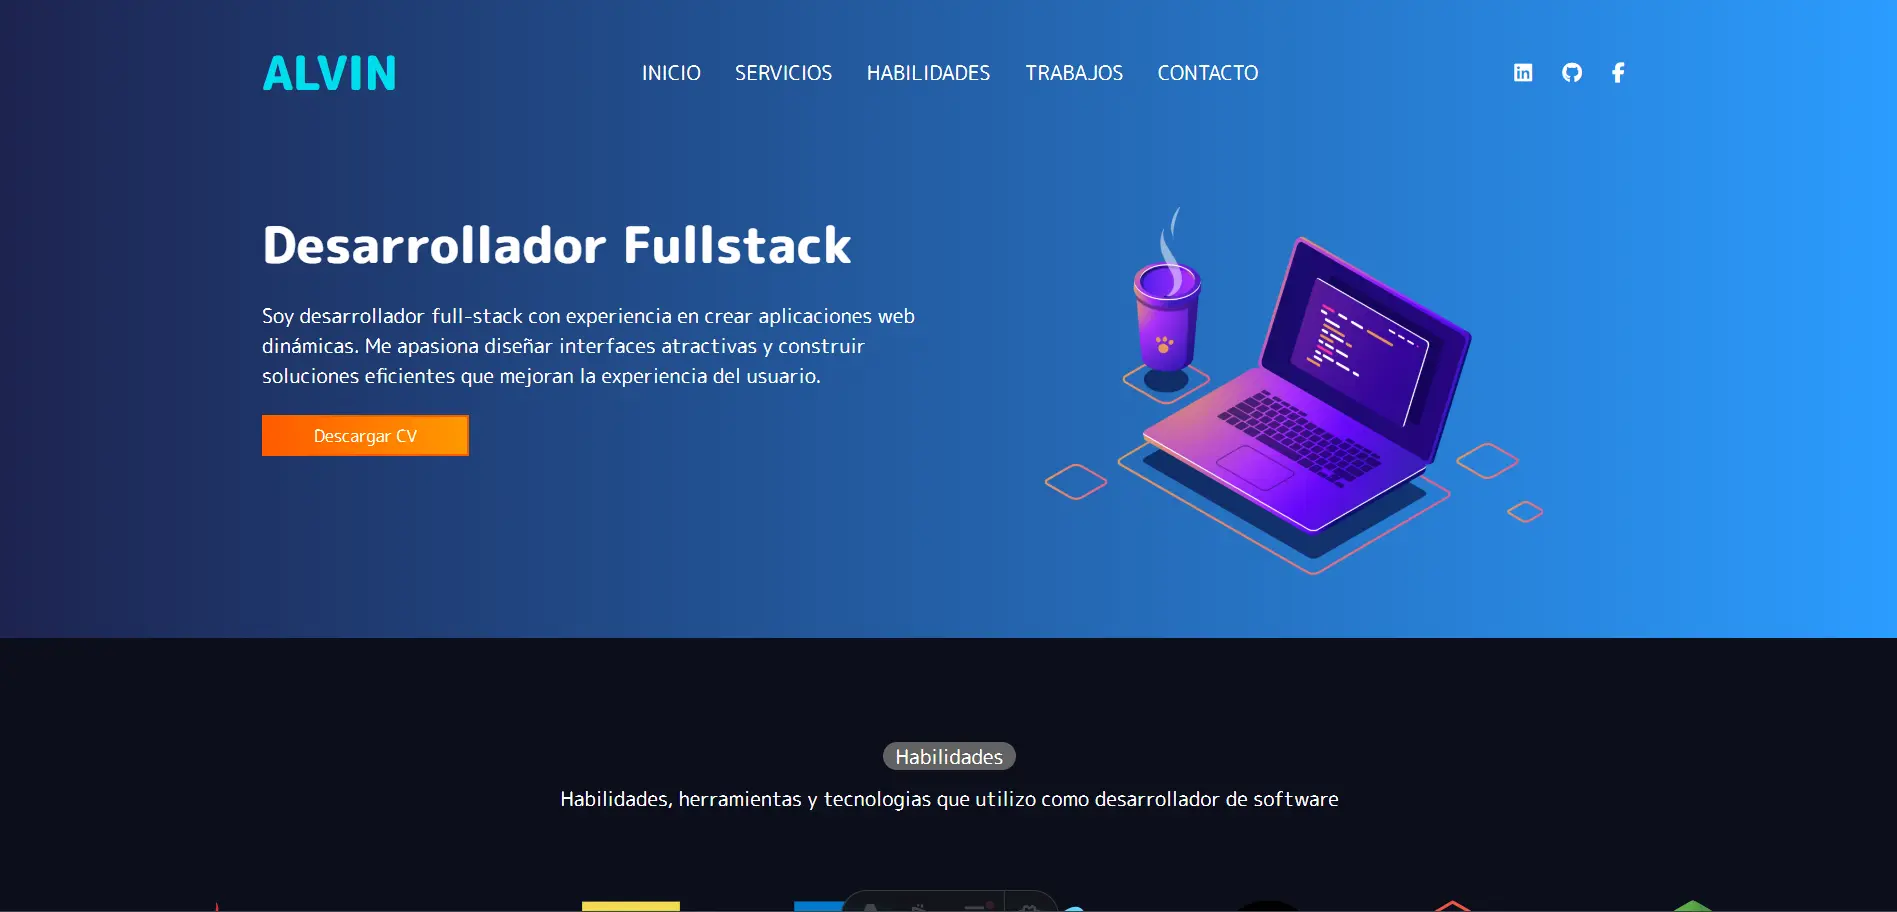 ALVIN
INICIO SERVICIOS HABILIDADES TRABAJOS CONTACTO
Desarrollador Fullstack
Soy desarrollador full-stack con experiencia en crear aplicaciones web
dinámicas. Me apasiona diseñar interfaces atractivas y construir
soluciones eficientes que mejoran la experiencia del usuario.
Descargar CV
Habilidades
Habilidades, herramientas y tecnologias que utilizo como desarrollador de software